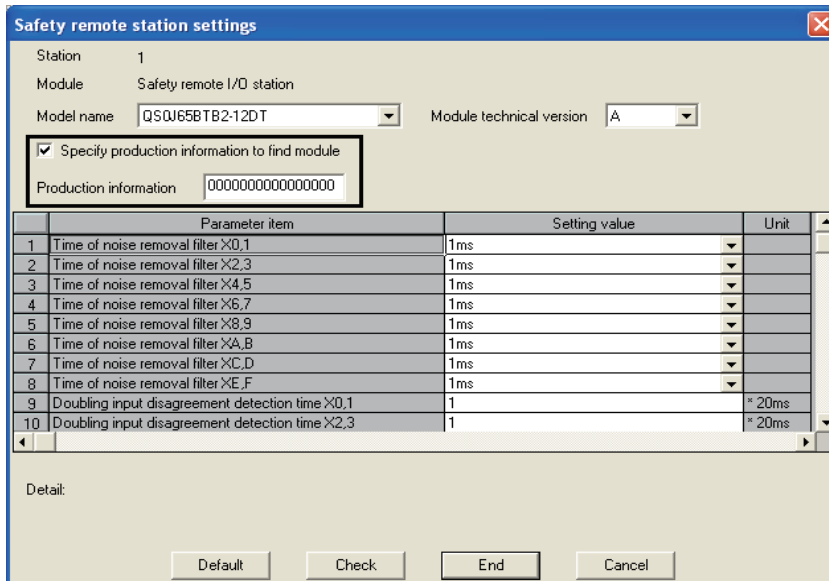 Safety remote station settings
Station 1
Module Safety remote I/O station
Model name QS0J65BTB2-12DT Module technical version A
Specify production information to find module
Production information 0000000000000000
Parameter item Setting value Unit
1 Time of noise removal filter X0,1 1ms
2 Time of noise removal filter X2,3 1ms
3 Time of noise removal filter X4,5 1ms
4 Time of noise removal filter X6,7 1ms
5 Time of noise removal filter X8,9 1ms
6 Time of noise removal filter XA,B 1ms
7 Time of noise removal filter XC,D 1ms
8 Time of noise removal filter XE,F 1ms
9 Doubling input disagreement detection time X0,1 1 * 20ms
10 Doubling input disagreement detection time X2,3 1 * 20ms
Detail:
Default Check End Cancel